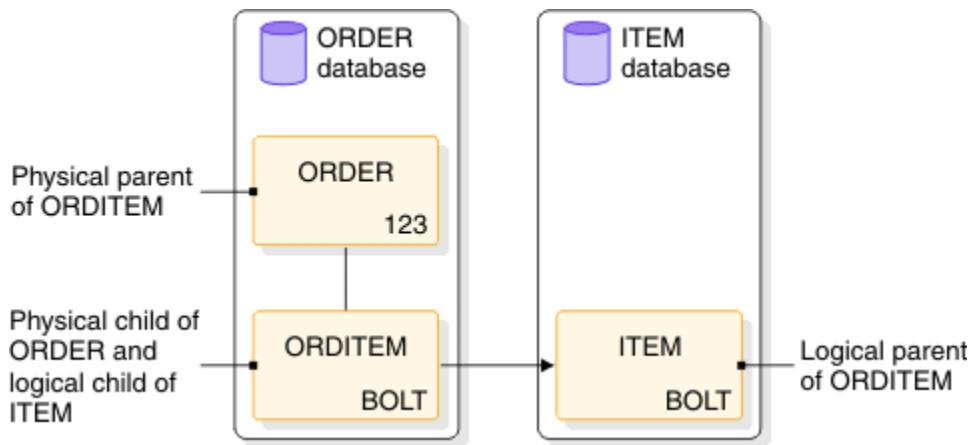 ORDER
database
ITEM
database
Physical parent
of ORDITEM
ORDER
123
Physical child of
ORDER and
logical child of
ITEM
ORDITEM
BOLT
ITEM
BOLT
Logical parent
of ORDITEM